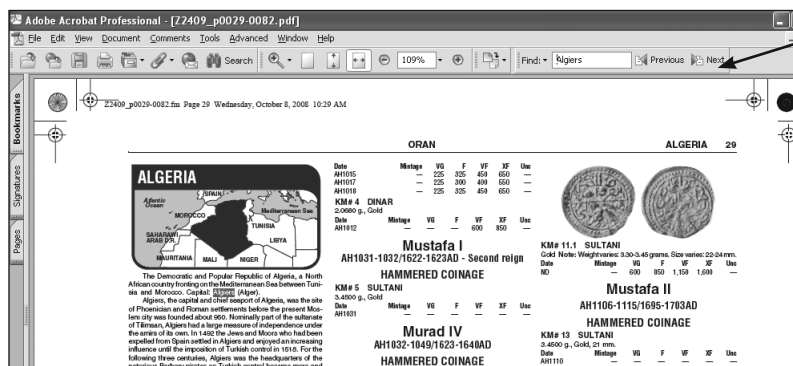 Adobe Acrobat Professional - [Z2409_p0029-0082.pdf]
File Edit View Document Comments Tools Advanced Window Help
Search
109%
Find:
Algiers
Previous
Next
Bookmarks
Signatures
Pages
Z2409_p0029-0082.fm Page 29 Wednesday, October 8, 2008 10:29 AM
ORAN
ALGERIA 29
ALGERIA
Atlantic
Ocean
SPAIN
Mediterranean Sea
MOROCCO
TUNISIA
SAHARAWI
ARAB D.R.
LIBYA
MAURITANIA
MALI
NIGER
The Democratic and Popular Republic of Algeria, a North
African country fronting on the Mediterranean Sea between Tuni-
sia and Morocco. Capital: Algiers (Alger).
Algiers, the capital and chief seaport of Algeria, was the site
of Phoenician and Roman settlements before the present Mos-
lem city was founded about 950. Nominally part of the sultanate
of Tilimsan, Algiers had a large measure of independence under
the amirs of its own. In 1492 the Jews and Moors who had been
expelled from Spain settled in Algiers and enjoyed an increasing
influence until the imposition of Turkish control in 1518. For the
following three centuries, Algiers was the headquarters of the
Date Mintage VG F VF XF Unc
AH1015 — 225 325 450 650 —
AH1017 — 225 300 400 550 —
AH1018 — 225 325 450 650 —
KM# 4 DINAR
2.0680 g., Gold
Date Mintage VG F VF XF Unc
AH1012 — — — 600 850 —
Mustafa I
AH1031-1032/1622-1623AD - Second reign
HAMMERED COINAGE
KM# 5 SULTANI
3.4500 g., Gold
Date Mintage VG F VF XF Unc
AH1031 — — — — — —
Murad IV
AH1032-1049/1623-1640AD
HAMMERED COINAGE
KM# 11.1 SULTANI
Gold Note: Weight varies: 3.30-3.45 grams. Size varies: 22-24 mm.
Date Mintage VG F VF XF Unc
ND — 600 850 1,150 1,600 —
Mustafa II
AH1106-1115/1695-1703AD
HAMMERED COINAGE
KM# 13 SULTANI
3.4500 g., Gold, 21 mm.
Date Mintage VG F VF XF Unc
AH1110 — — — — — —